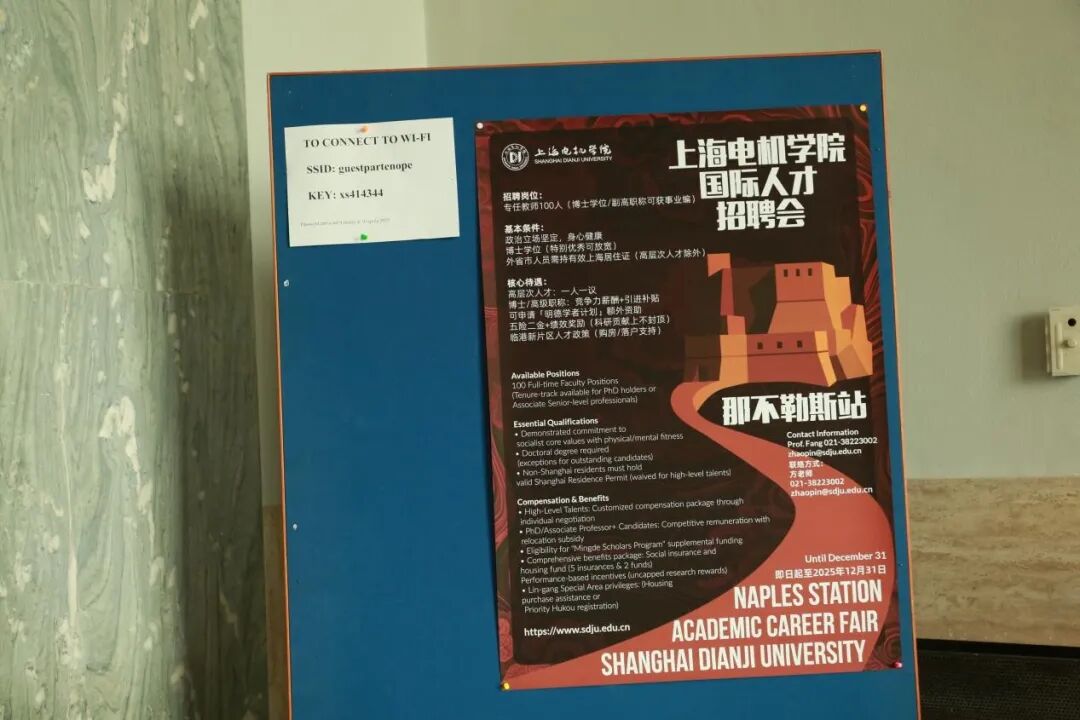 TO CONNECT TO WI-FI
SSID: guestpartenope
KEY: xs414344
上海电机学院
SHANGHAI DIANJI UNIVERSITY
上海电机学院
国际人才
招聘会
招聘岗位：
专任教师100人（博士学位/副高职称可获事业编）
基本条件：
政治立场坚定，身心健康
博士学位（特别优秀可放宽）
外省市人员需持有效上海居住证（高层次人才除外）
核心待遇：
高层次人才：一人一议
博士/高级职称：竞争力薪酬+引进补贴
可申请「明德学者计划」额外资助
五险二金+绩效奖励（科研贡献上不封顶）
临港新片区人才政策（购房/落户支持）
Available Positions
100 Full-time Faculty Positions
(Tenure-track available for PhD holders or
Associate Senior-level professionals)
Essential Qualifications
• Demonstrated commitment to
socialist core values with physical/mental fitness
• Doctoral degree required
(exceptions for outstanding candidates)
• Non-Shanghai residents must hold
valid Shanghai Residence Permit (waived for high-level talents)
Compensation & Benefits
• High-Level Talents: Customized compensation package through
individual negotiation
• PhD/Associate Professor+ Candidates: Competitive remuneration with
relocation subsidy
• Eligibility for "Mingde Scholars Program" supplemental funding
• Comprehensive benefits package: Social insurance and
housing fund (5 insurances & 2 funds)
Performance-based incentives (uncapped research rewards)
• Lin-gang Special Area privileges: (Housing
purchase assistance or
Priority Hukou registration)
https://www.sdju.edu.cn
那不勒斯站
Contact Information
Prof. Fang 021-38223002
zhaopin@sdju.edu.cn
联络方式：
方老师
021-38223002
zhaopin@sdju.edu.cn
Until December 31
即日起至2025年12月31日
NAPLES STATION
ACADEMIC CAREER FAIR
SHANGHAI DIANJI UNIVERSITY